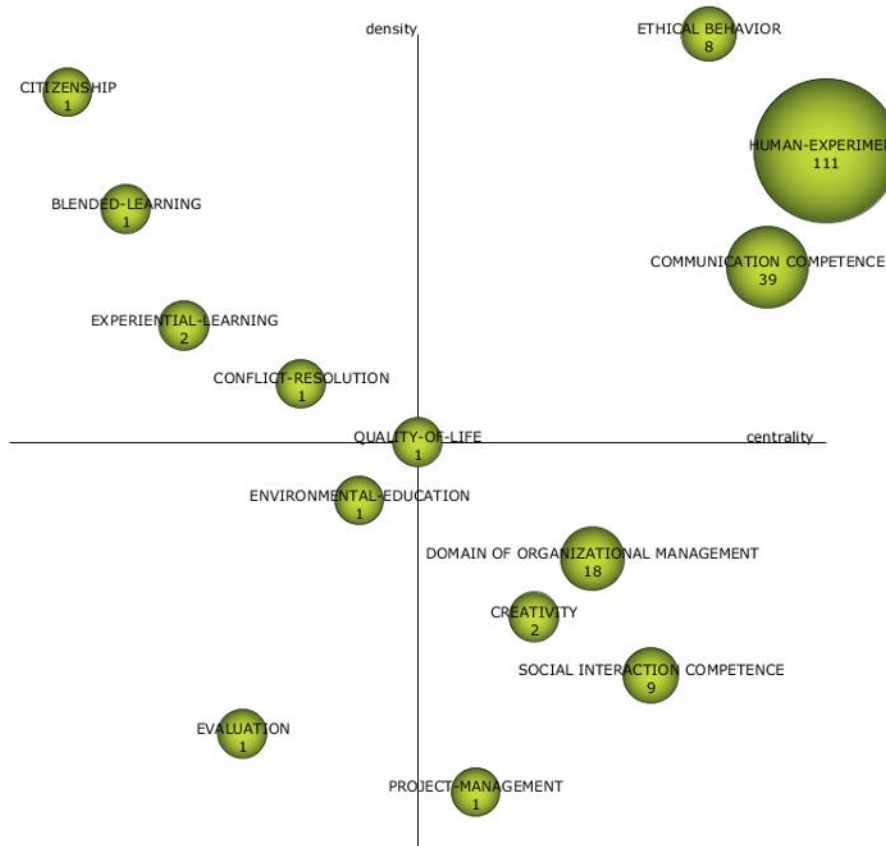 density
ETHICAL BEHAVIOR
8
CITIZENSHIP
1
HUMAN-EXPERIMEN
111
BLENDED-LEARNING
1
COMMUNICATION COMPETENCE
39
EXPERIENTIAL-LEARNING
2
CONFLICT-RESOLUTION
1
QUALITY-OF-LIFE
1
centrality
ENVIRONMENTAL-EDUCATION
1
DOMAIN OF ORGANIZATIONAL MANAGEMENT
18
CREATIVITY
2
SOCIAL INTERACTION COMPETENCE
9
EVALUATION
1
PROJECT-MANAGEMENT
1